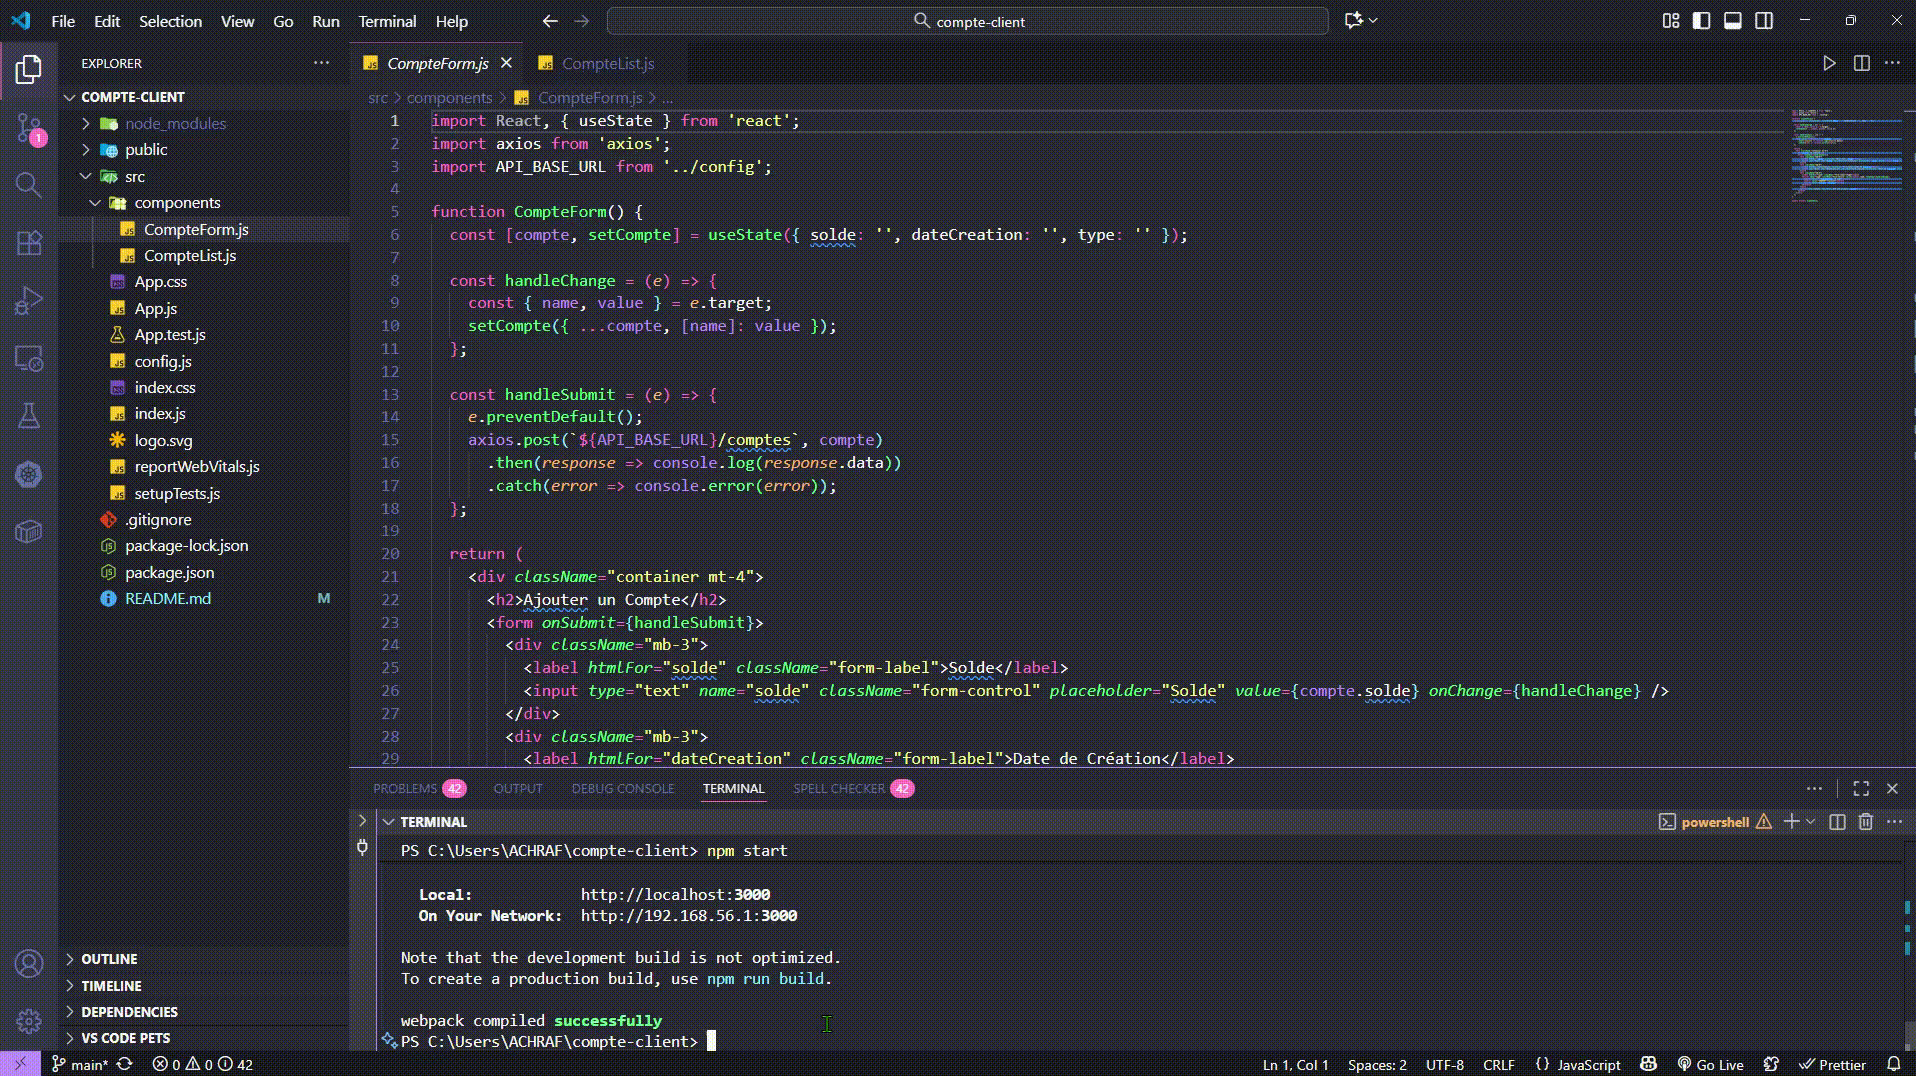 File Edit Selection View Go Run Terminal Help
compte-client
EXPLORER
COMPTE-CLIENT
node_modules
public
src
components
CompteForm.js
CompteList.js
App.css
App.js
App.test.js
config.js
index.css
index.js
logo.svg
reportWebVitals.js
setupTests.js
.gitignore
package-lock.json
package.json
README.md M
OUTLINE
TIMELINE
DEPENDENCIES
VS CODE PETS
1
CompteForm.js CompteList.js
src > components > CompteForm.js > ...
1 import React, { useState } from 'react';
2 import axios from 'axios';
3 import API_BASE_URL from '../config';
4
5 function CompteForm() {
6 const [compte, setCompte] = useState({ solde: '', dateCreation: '', type: '' });
7
8 const handleChange = (e) => {
9 const { name, value } = e.target;
10 setCompte({ ...compte, [name]: value });
11 };
12
13 const handleSubmit = (e) => {
14 e.preventDefault();
15 axios.post(`${API_BASE_URL}/comptes`, compte)
16 .then(response => console.log(response.data))
17 .catch(error => console.error(error));
18 };
19
20 return (
21 <div className="container mt-4">
22 <h2>Ajouter un Compte</h2>
23 <form onSubmit={handleSubmit}>
24 <div className="mb-3">
25 <label htmlFor="solde" className="form-label">Solde</label>
26 <input type="text" name="solde" className="form-control" placeholder="Solde" value={compte.solde} onChange={handleChange} />
27 </div>
28 <div className="mb-3">
29 <label htmlFor="dateCreation" className="form-label">Date de Création</label>
PROBLEMS 42 OUTPUT DEBUG CONSOLE TERMINAL SPELL CHECKER 42
TERMINAL
powershell
PS C:\Users\ACHRAF\compte-client> npm start
Local: http://localhost:3000
On Your Network: http://192.168.56.1:3000
Note that the development build is not optimized.
To create a production build, use npm run build.
webpack compiled successfully
PS C:\Users\ACHRAF\compte-client>
main* 0 0 42
Ln 1, Col 1 Spaces: 2 UTF-8 CRLF {} JavaScript Go Live Prettier